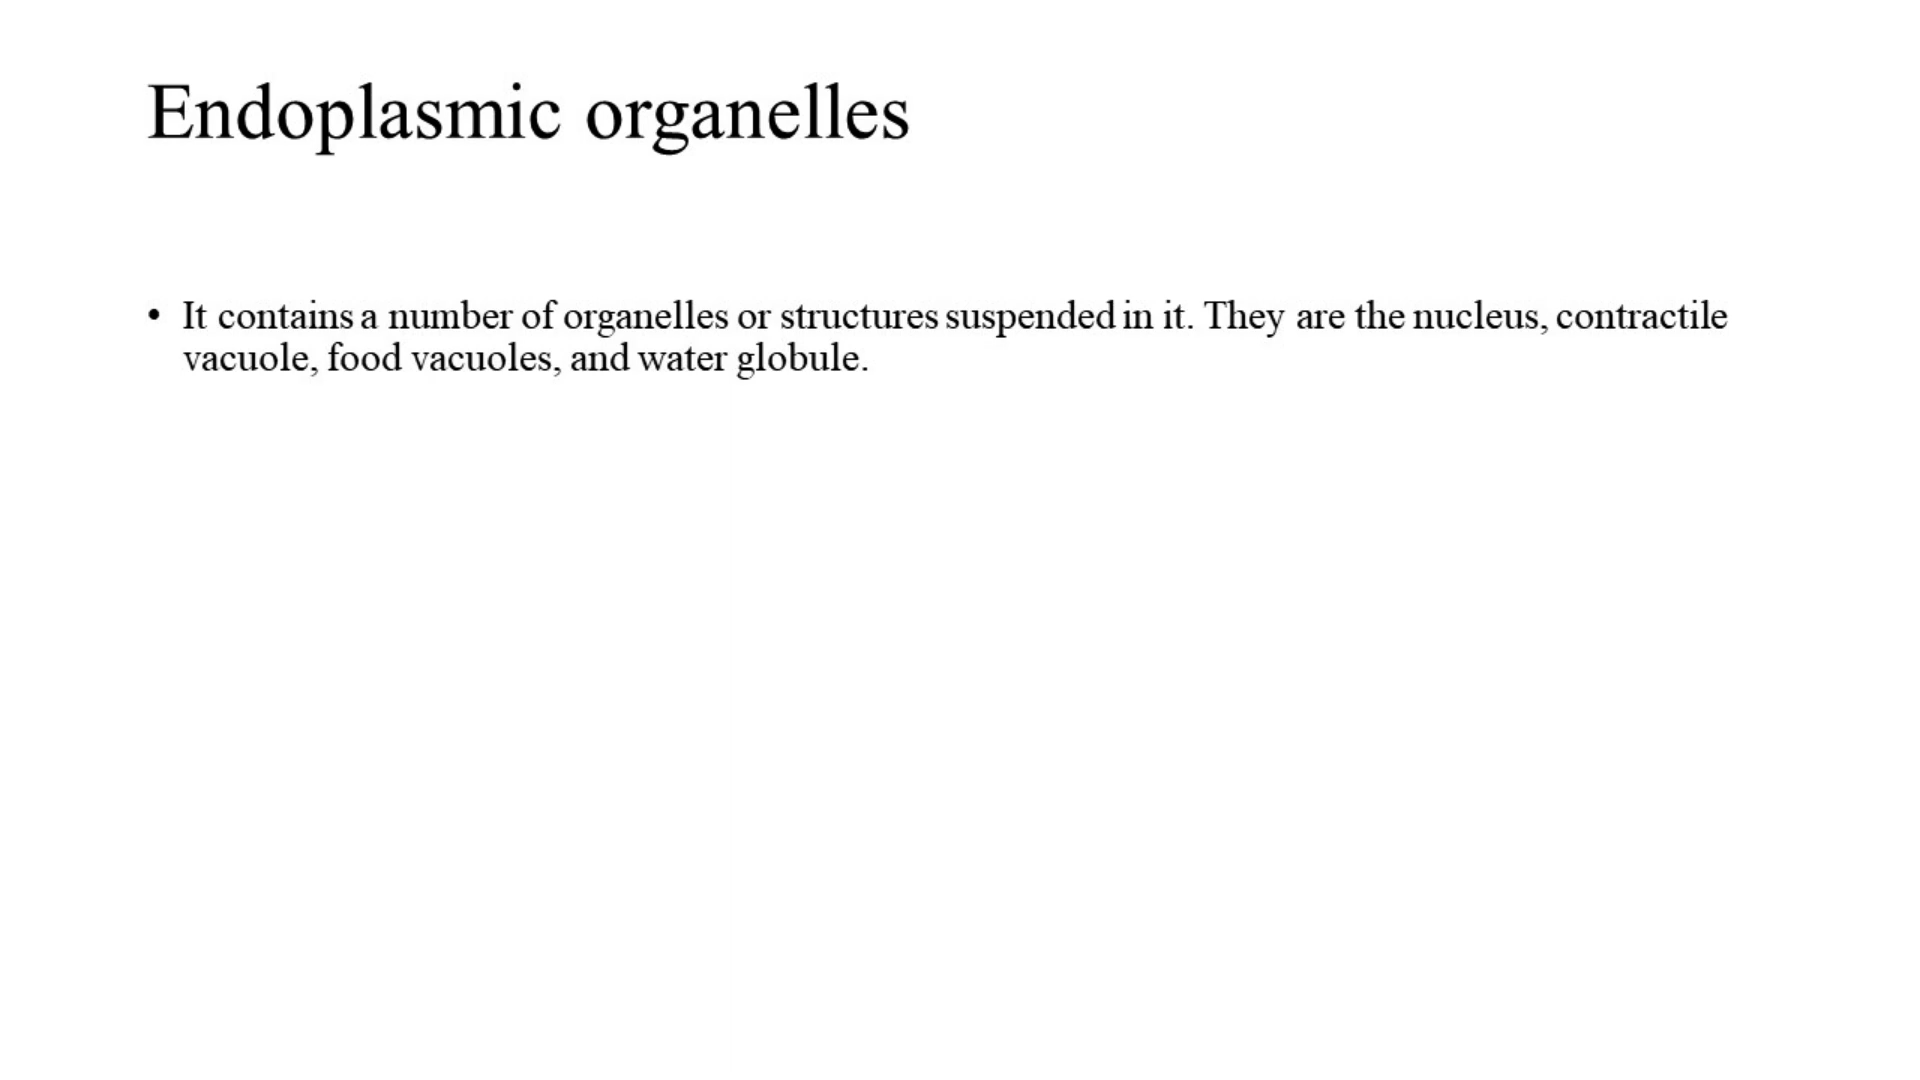 Endoplasmic organelles
• It contains a number of organelles or structures suspended in it. They are the nucleus, contractile
vacuole, food vacuoles, and water globule.